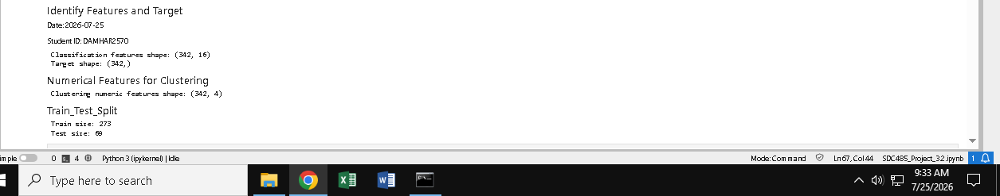 Identify Features and Target
Date:2026-07-25
Student ID: DAMHAR2570
Classification features shape: (342, 16)
Target shape: (342,)
Numerical Features for Clustering
Clustering numeric features shape: (342, 4)
Train_Test_Split
Train size: 273
Test size: 69
imple 0 4 Python 3 (ipykernel) | Idle Mode: Command Ln 67, Col 44 SDC485_Project_3.2.ipynb 1
Type here to search
9:33 AM
7/25/2026